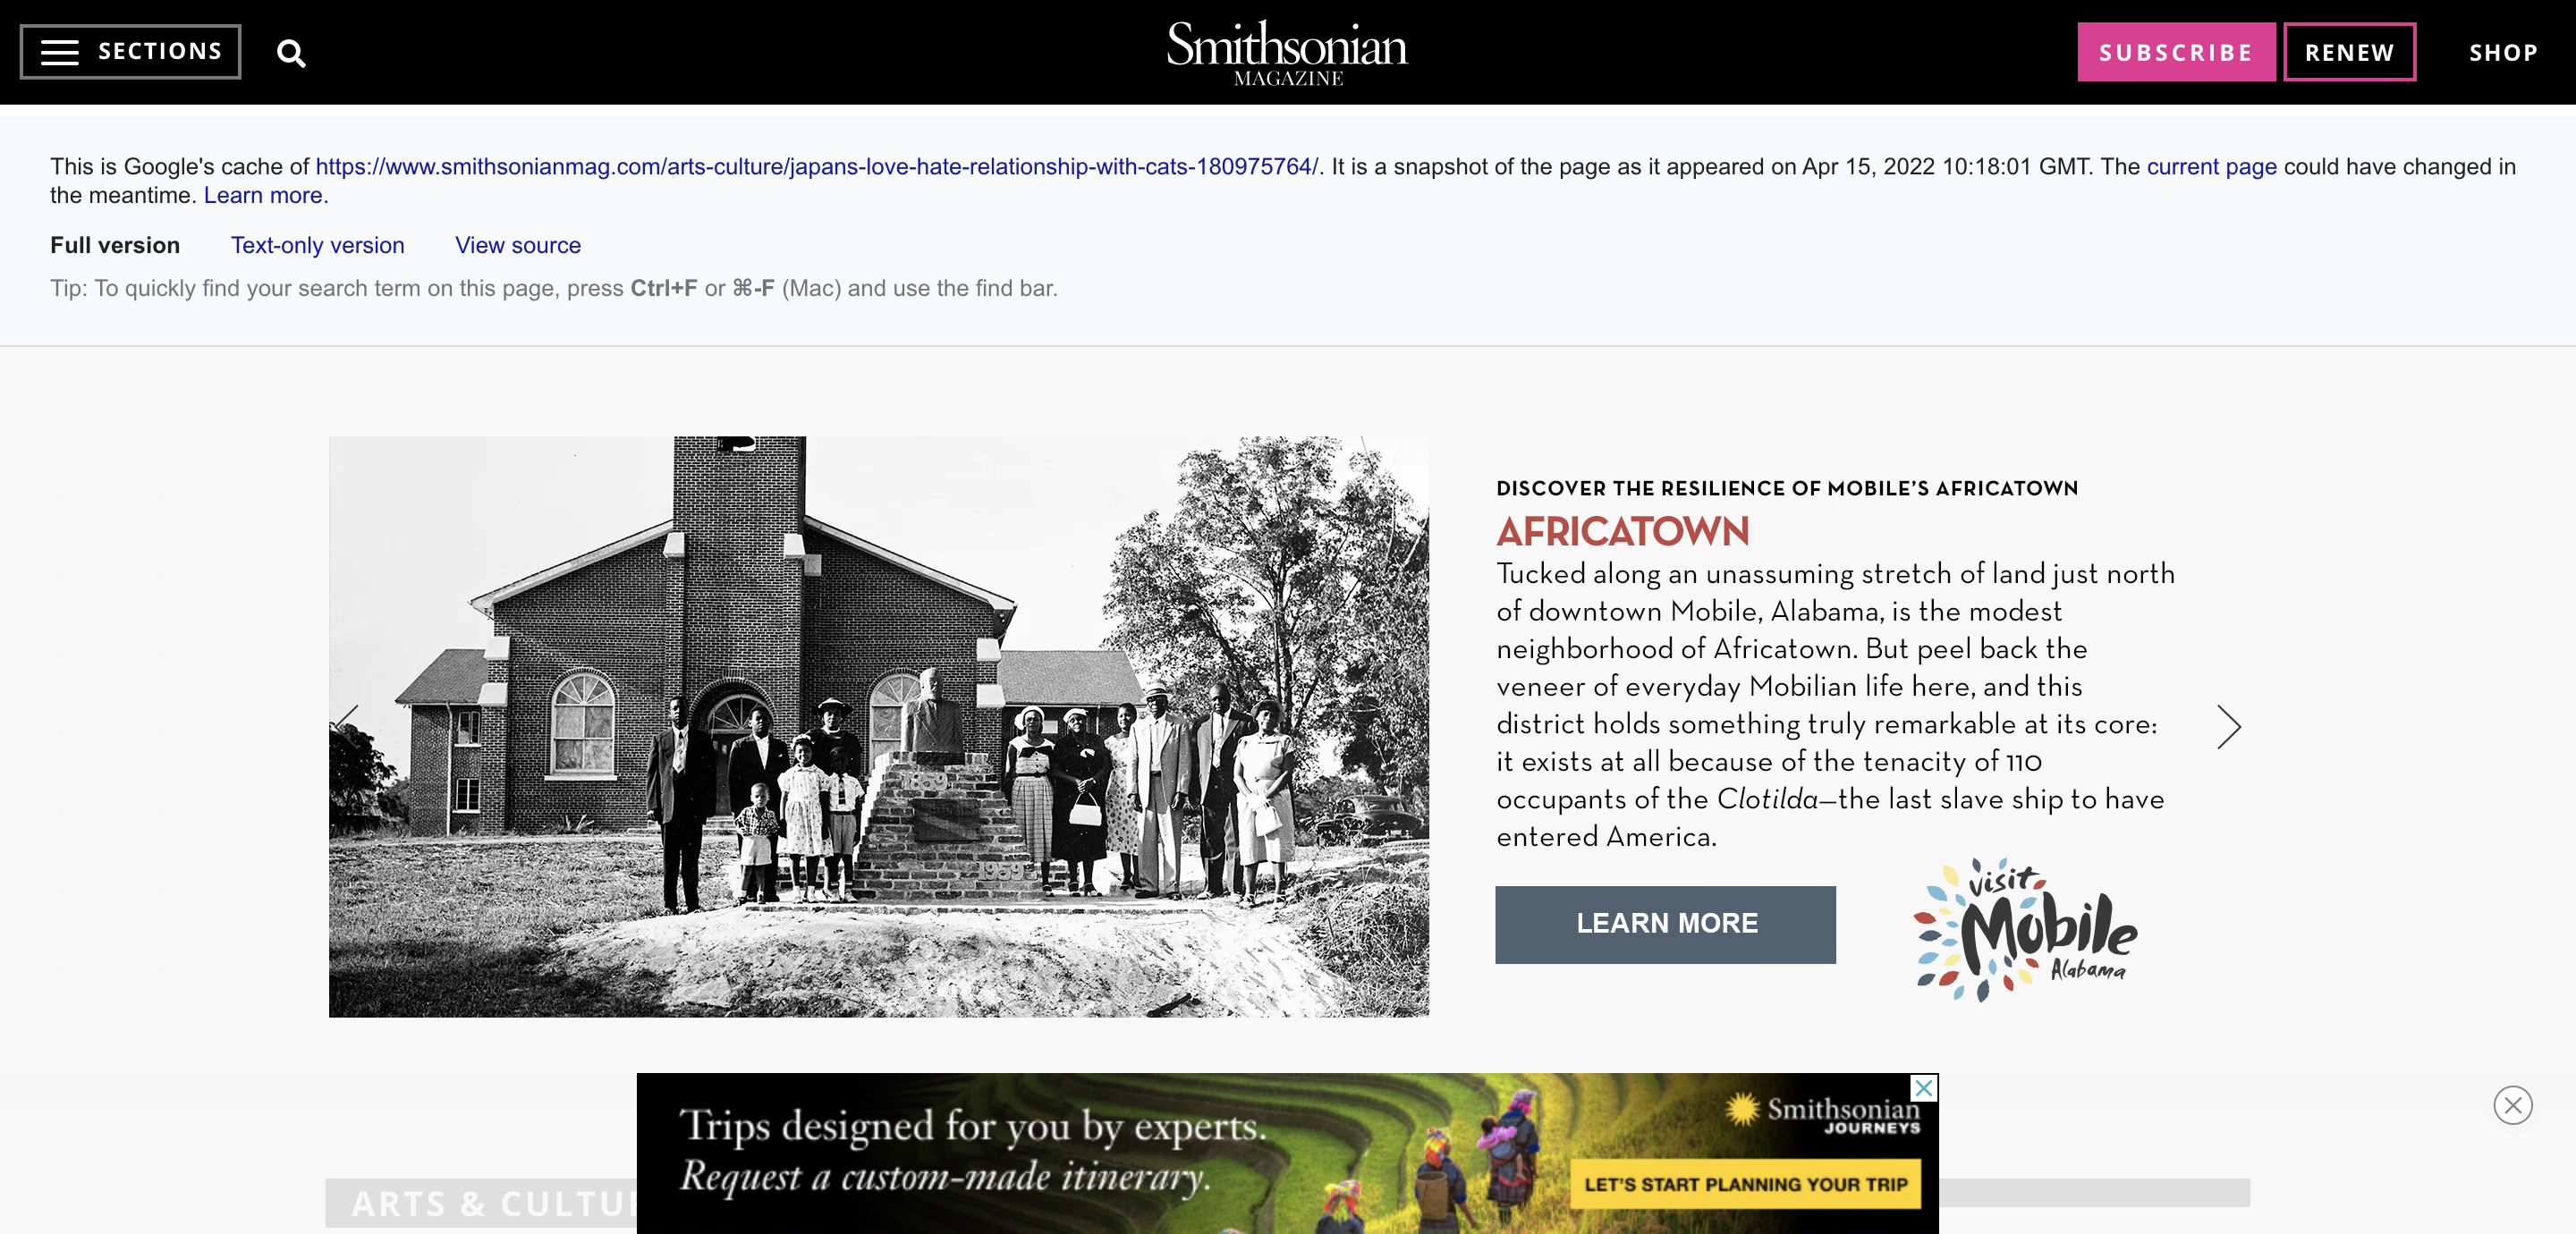 SECTIONS
Smithsonian
MAGAZINE
SUBSCRIBE
RENEW
SHOP
This is Google's cache of https://www.smithsonianmag.com/arts-culture/japans-love-hate-relationship-with-cats-180975764/. It is a snapshot of the page as it appeared on Apr 15, 2022 10:18:01 GMT. The current page could have changed in
the meantime. Learn more.
Full version Text-only version View source
Tip: To quickly find your search term on this page, press Ctrl+F or ⌘-F (Mac) and use the find bar.
DISCOVER THE RESILIENCE OF MOBILE’S AFRICATOWN
AFRICATOWN
Tucked along an unassuming stretch of land just north
of downtown Mobile, Alabama, is the modest
neighborhood of Africatown. But peel back the
veneer of everyday Mobilian life here, and this
district holds something truly remarkable at its core:
it exists at all because of the tenacity of 110
occupants of the Clotilda—the last slave ship to have
entered America.
LEARN MORE
visit
Mobile
Alabama
1959
Trips designed for you by experts.
Request a custom-made itinerary.
Smithsonian
JOURNEYS
LET’S START PLANNING YOUR TRIP
ARTS & CULTU